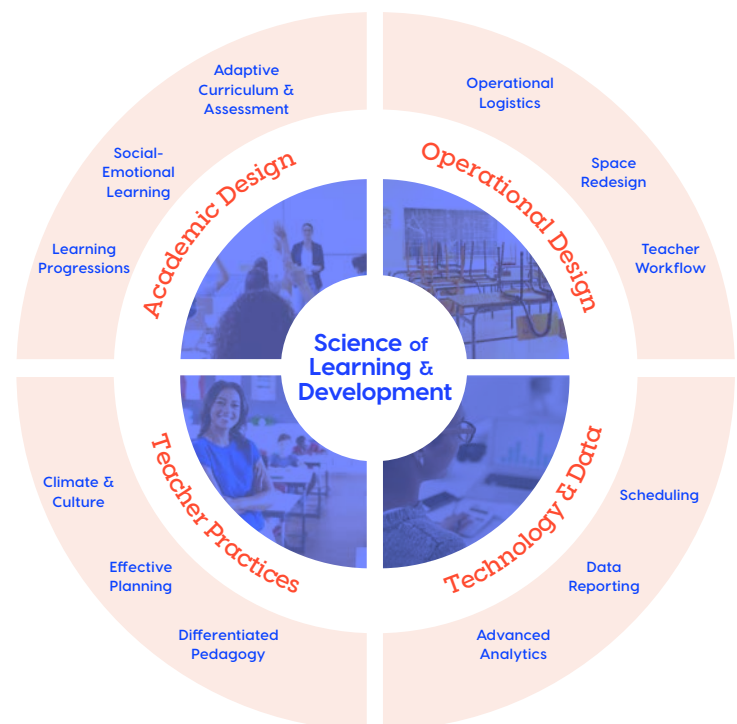 Adaptive
Curriculum &
Assessment
Social-
Emotional
Learning
Learning
Progressions
Academic Design
Operational
Logistics
Space
Redesign
Teacher
Workflow
Operational Design
Science of
Learning &
Development
Climate &
Culture
Effective
Planning
Differentiated
Pedagogy
Teacher Practices
Scheduling
Data
Reporting
Advanced
Analytics
Technology & Data